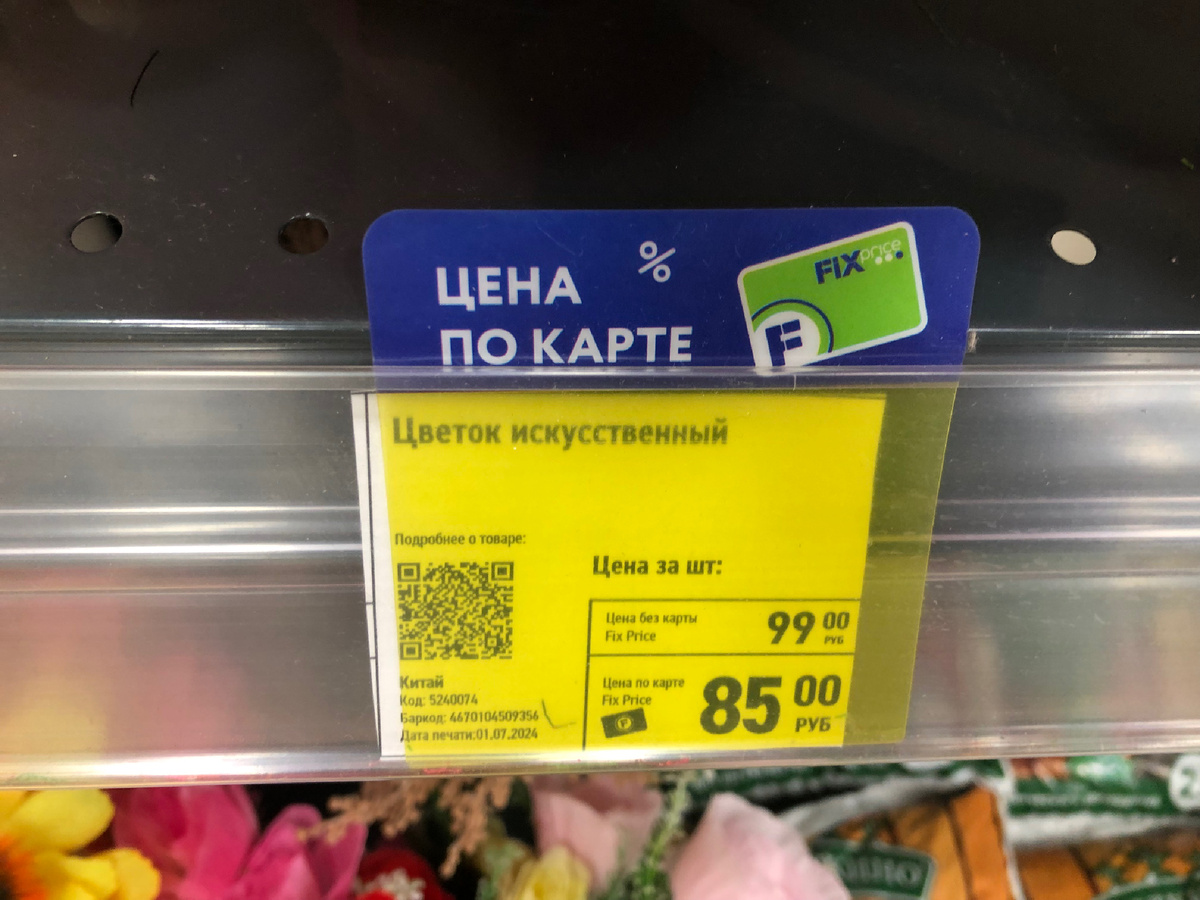 ЦЕНА %
ПО КАРТЕ
FIX price
F
Цветок искусственный
Подробнее о товаре:
Цена за шт:
Цена без карты
Fix Price
99 00
РУБ
Цена по карте
Fix Price
85 00
РУБ
Китай
Код: 5240074
Баркод: 4670104509356
Дата печати:01.07.2024